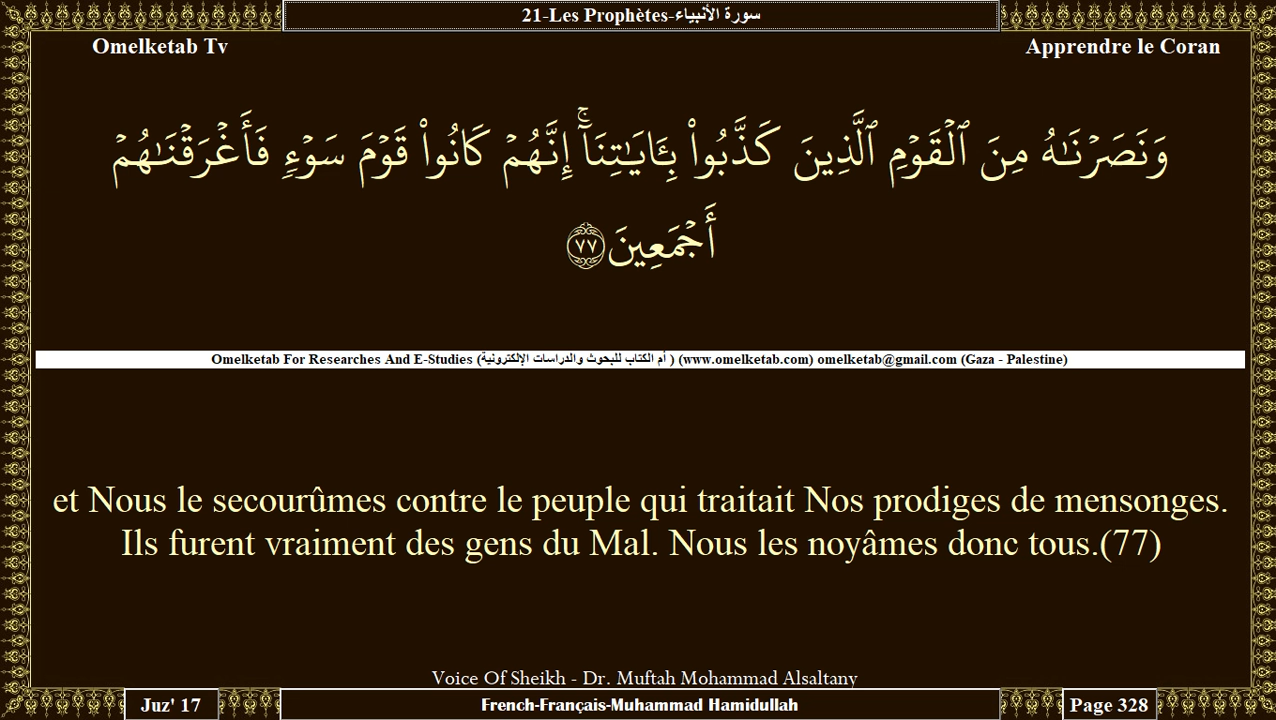 21-Les Prophètes-سورة الأنبياء
Omelketab Tv
Apprendre le Coran
وَنَصَرۡنَٰهُ مِنَ ٱلۡقَوۡمِ ٱلَّذِينَ كَذَّبُواْ بِـَٔايَٰتِنَآۚ إِنَّهُمۡ كَانُواْ قَوۡمَ سَوۡءٖ فَأَغۡرَقۡنَٰهُمۡ
أَجۡمَعِينَ ٧٧
Omelketab For Researches And E-Studies (أم الكتاب للبحوث والدراسات الإلكترونية ) (www.omelketab.com) omelketab@gmail.com (Gaza - Palestine)
et Nous le secourûmes contre le peuple qui traitait Nos prodiges de mensonges.
Ils furent vraiment des gens du Mal. Nous les noyâmes donc tous.(77)
Voice Of Sheikh - Dr. Muftah Mohammad Alsaltany
Juz' 17
French-Français-Muhammad Hamidullah
Page 328